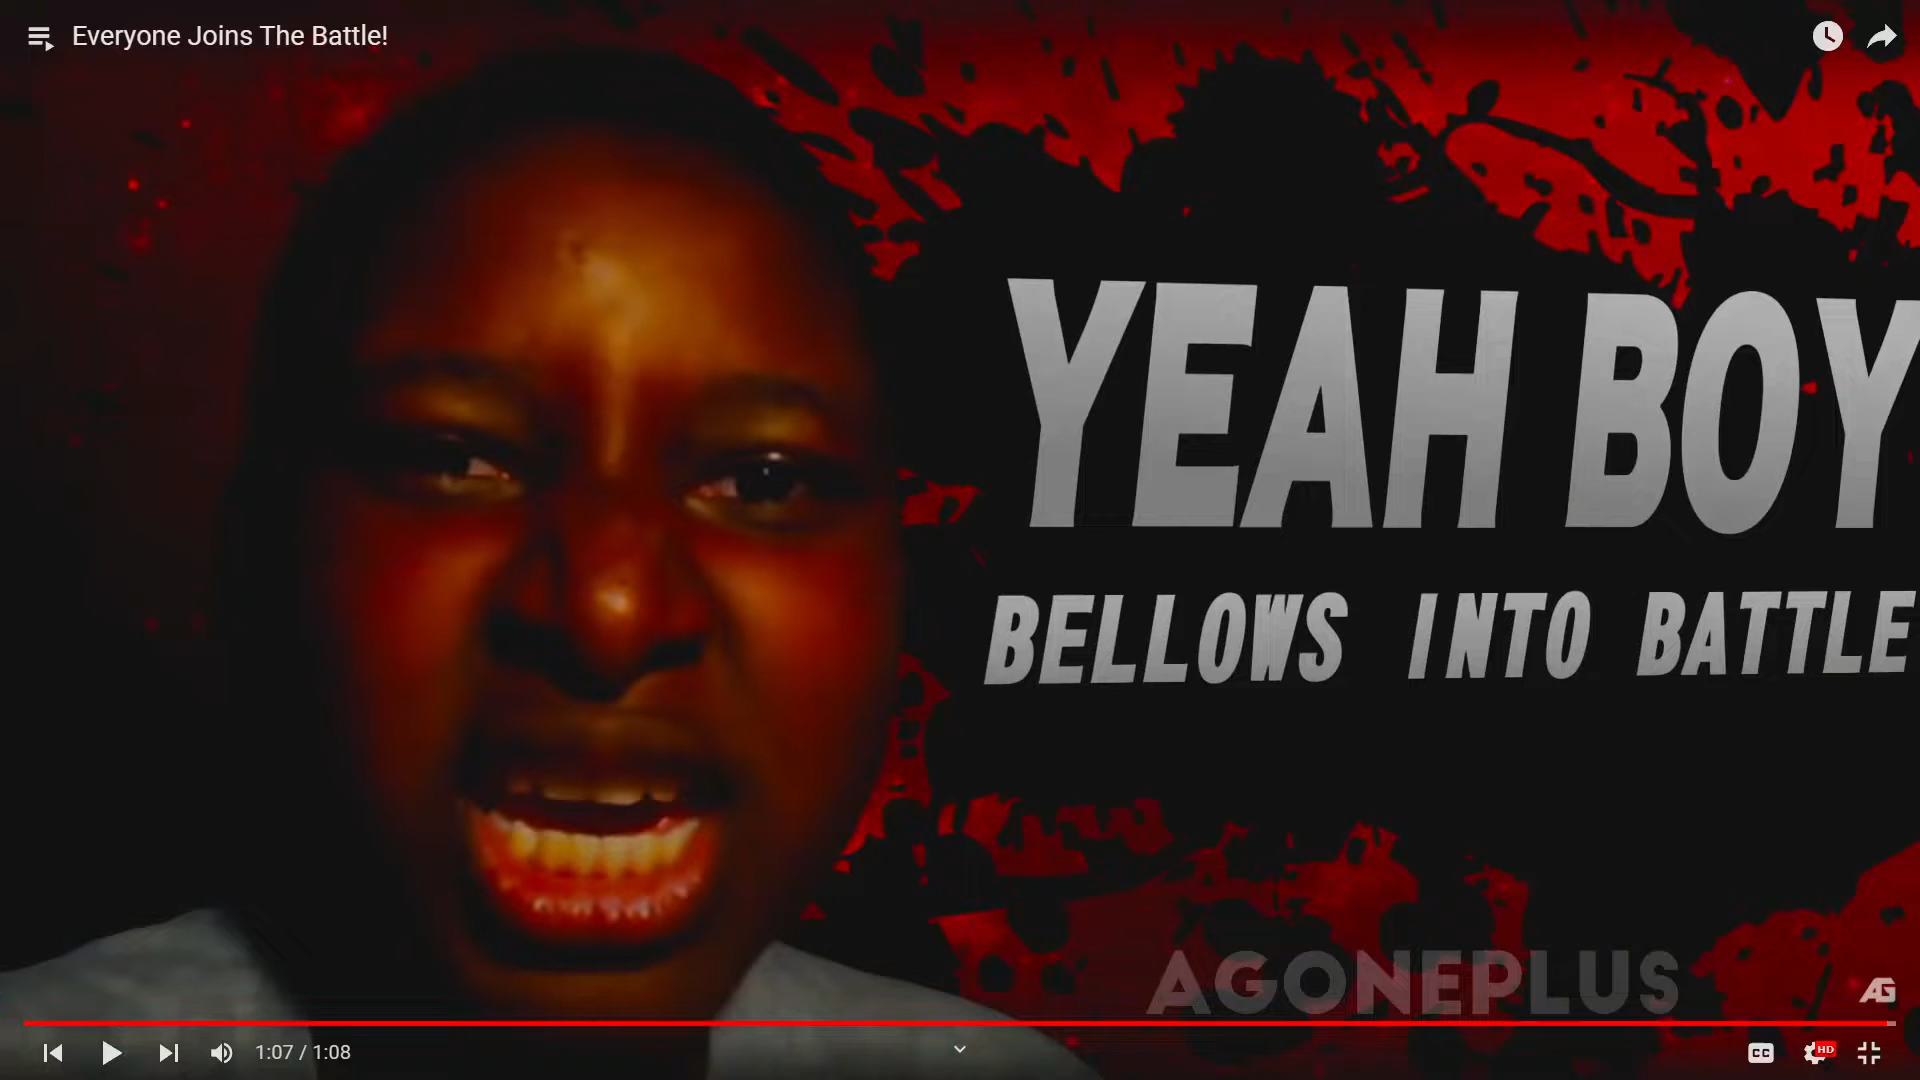 Everyone Joins The Battle!
YEAH BOY
BELLOWS INTO BATTLE
AGONEPLUS
AG
1:07 / 1:08
CC
HD